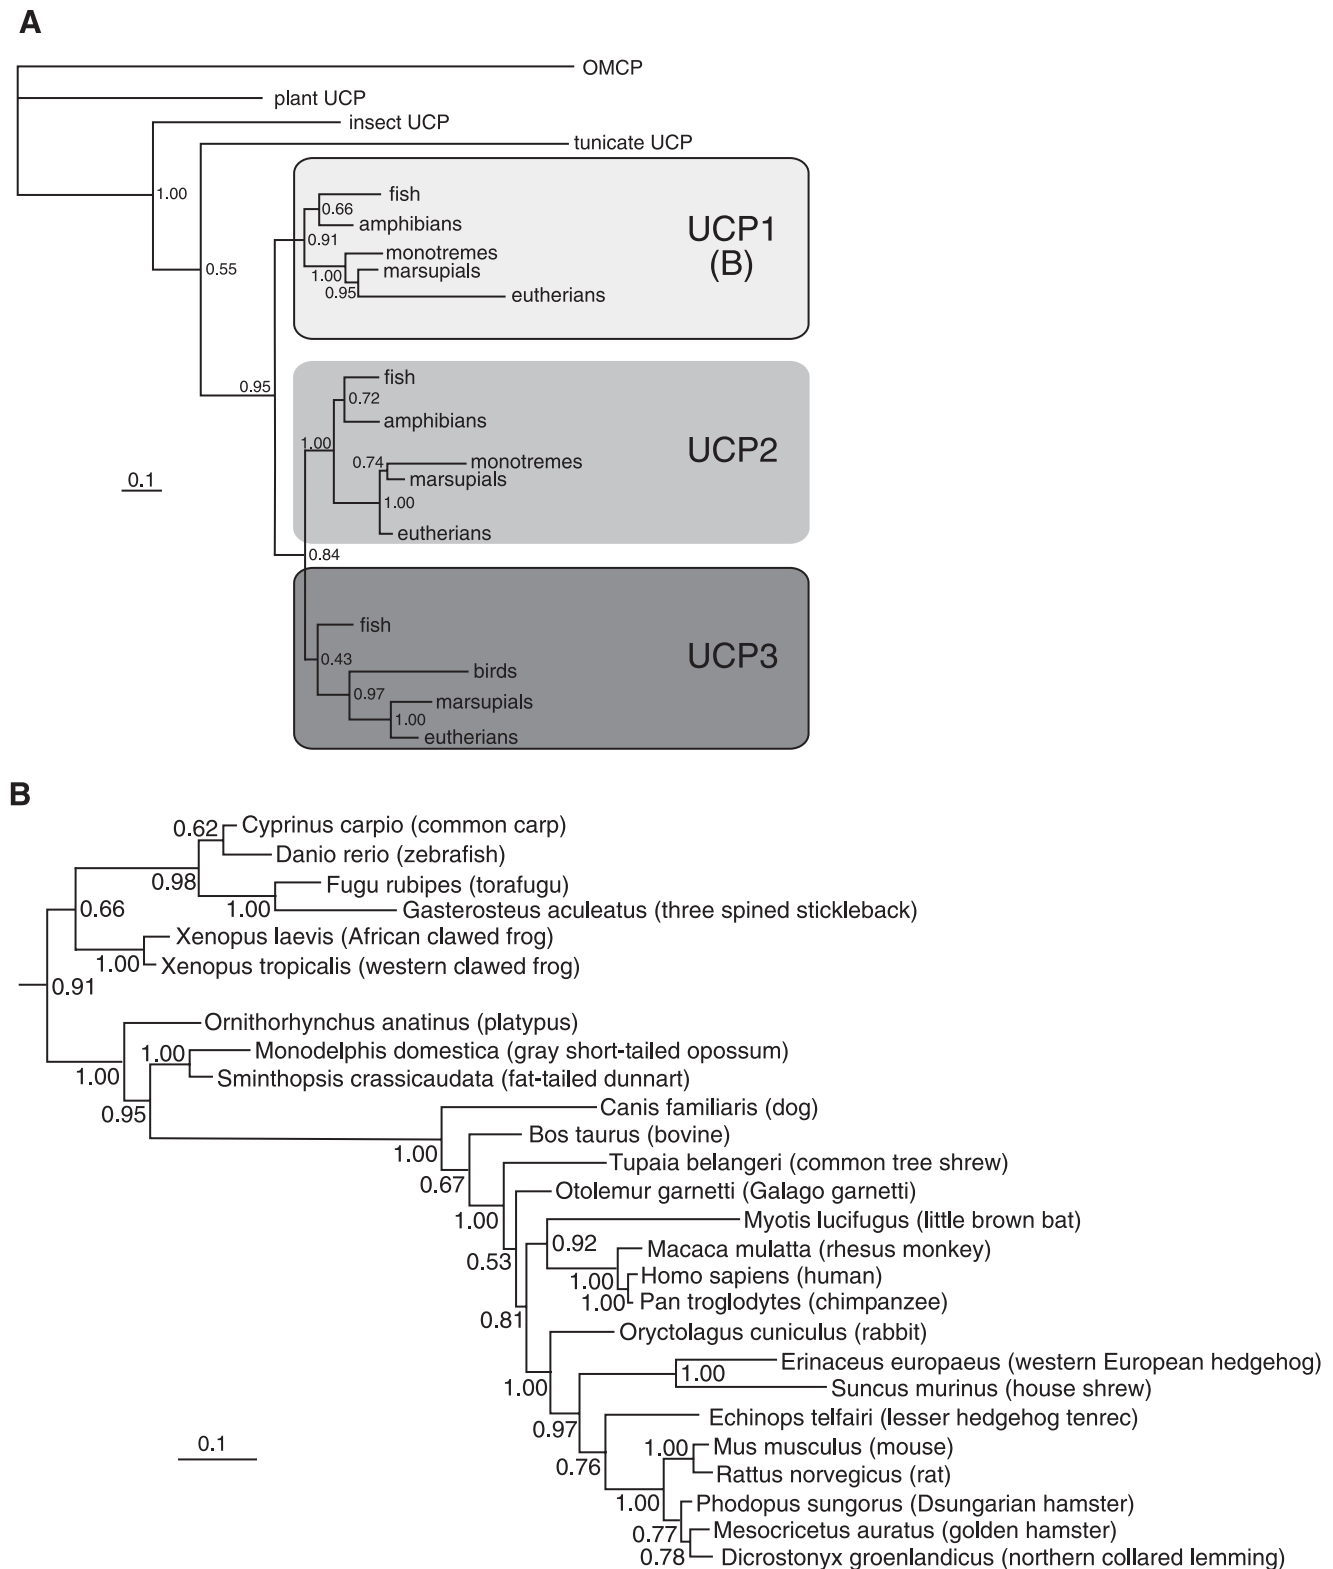 A
OMCP
plant UCP
insect UCP
tunicate UCP
1.00
0.55
0.95
0.84
fish
0.66
amphibians
0.91
monotremes
marsupials
1.00
0.95
eutherians
UCP1
(B)
fish
0.72
amphibians
1.00
0.74
monotremes
marsupials
1.00
eutherians
UCP2
0.1
fish
0.43
birds
0.97
marsupials
1.00
eutherians
UCP3
B
0.62
Cyprinus carpio (common carp)
Danio rerio (zebrafish)
0.98
Fugu rubipes (torafugu)
1.00
Gasterosteus aculeatus (three spined stickleback)
0.66
Xenopus laevis (African clawed frog)
1.00
Xenopus tropicalis (western clawed frog)
0.91
Ornithorhynchus anatinus (platypus)
1.00
Monodelphis domestica (gray short-tailed opossum)
1.00
Sminthopsis crassicaudata (fat-tailed dunnart)
0.95
Canis familiaris (dog)
Bos taurus (bovine)
1.00
Tupaia belangeri (common tree shrew)
0.67
Otolemur garnetti (Galago garnetti)
1.00
Myotis lucifugus (little brown bat)
0.92
Macaca mulatta (rhesus monkey)
0.53
1.00
Homo sapiens (human)
1.00
Pan troglodytes (chimpanzee)
0.81
Oryctolagus cuniculus (rabbit)
Erinaceus europaeus (western European hedgehog)
1.00
1.00
Suncus murinus (house shrew)
Echinops telfairi (lesser hedgehog tenrec)
0.97
0.1
1.00
Mus musculus (mouse)
0.76
Rattus norvegicus (rat)
1.00
Phodopus sungorus (Dsungarian hamster)
0.77
Mesocricetus auratus (golden hamster)
0.78
Dicrostonyx groenlandicus (northern collared lemming)